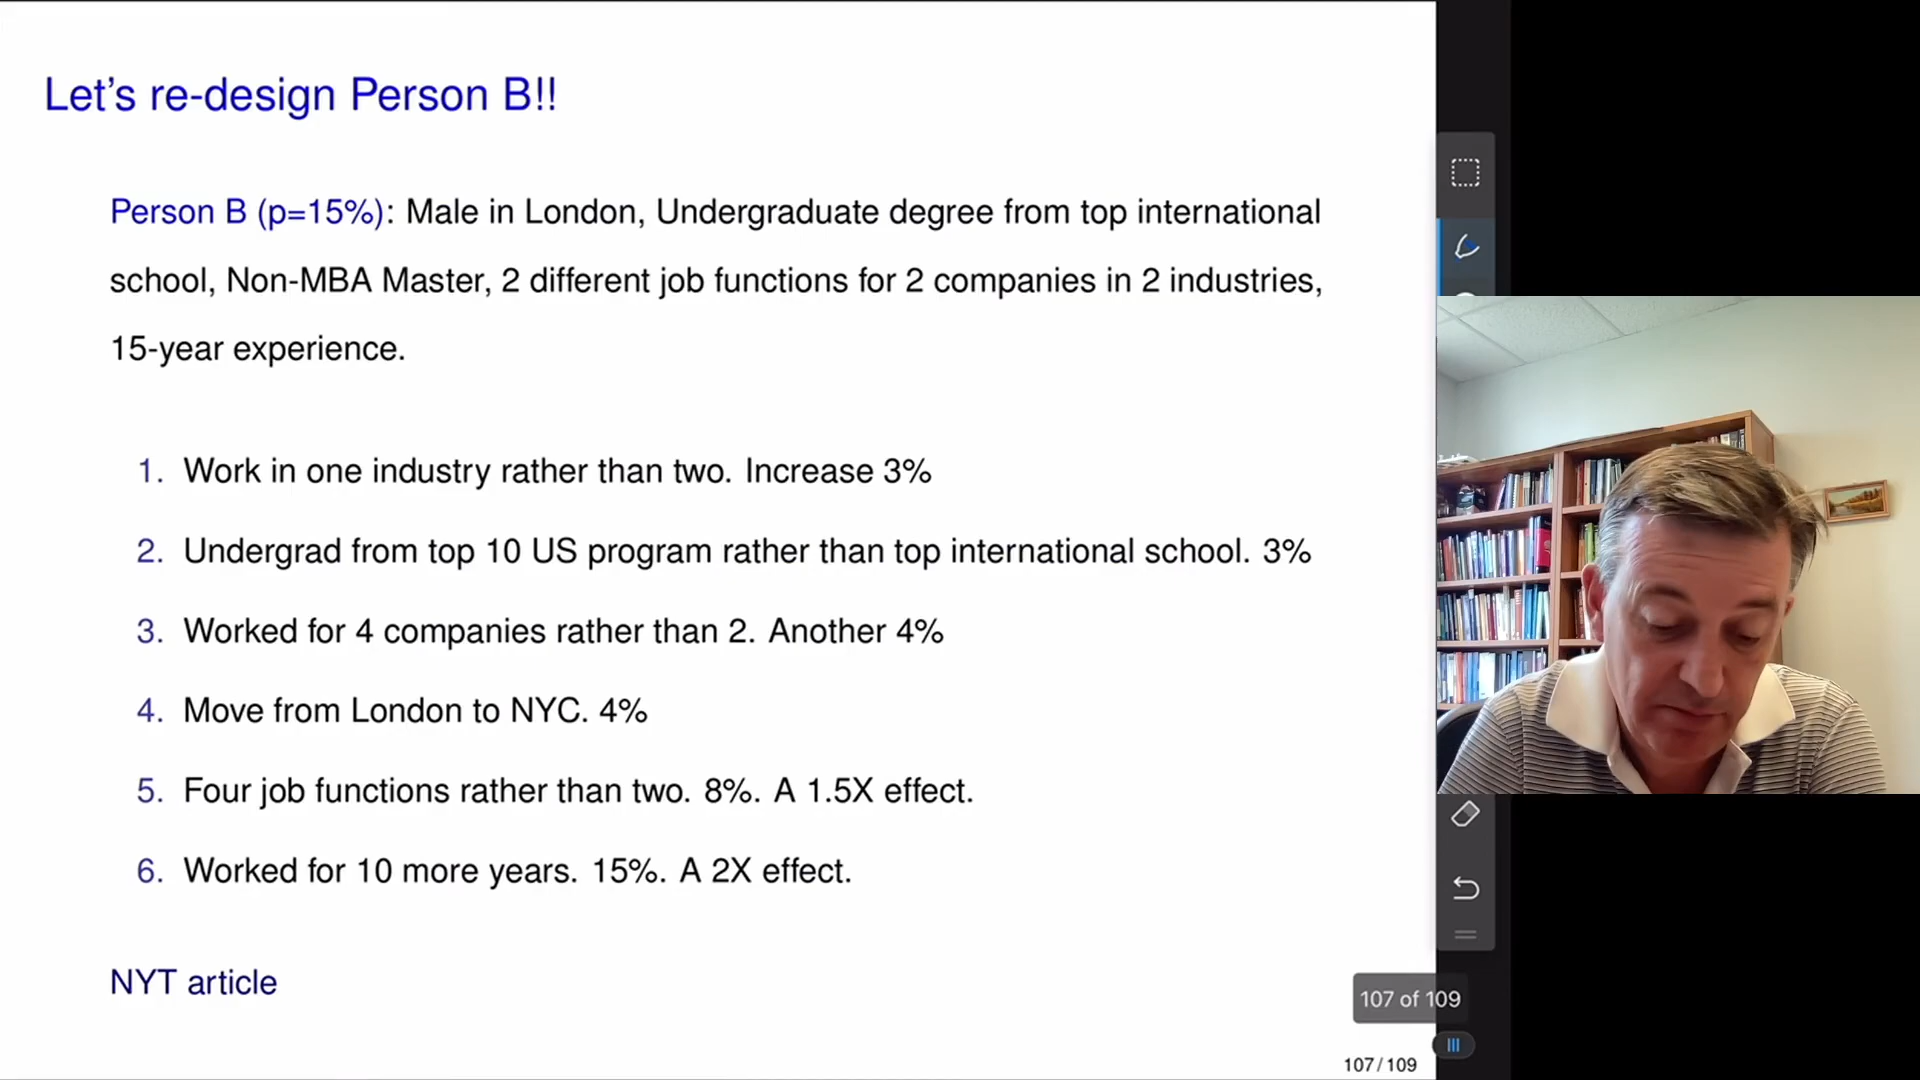 Let's re-design Person B!!
Person B (p=15%): Male in London, Undergraduate degree from top international
school, Non-MBA Master, 2 different job functions for 2 companies in 2 industries,
15-year experience.
1. Work in one industry rather than two. Increase 3%
2. Undergrad from top 10 US program rather than top international school. 3%
3. Worked for 4 companies rather than 2. Another 4%
4. Move from London to NYC. 4%
5. Four job functions rather than two. 8%. A 1.5X effect.
6. Worked for 10 more years. 15%. A 2X effect.
NYT article
107 of 109
107/109